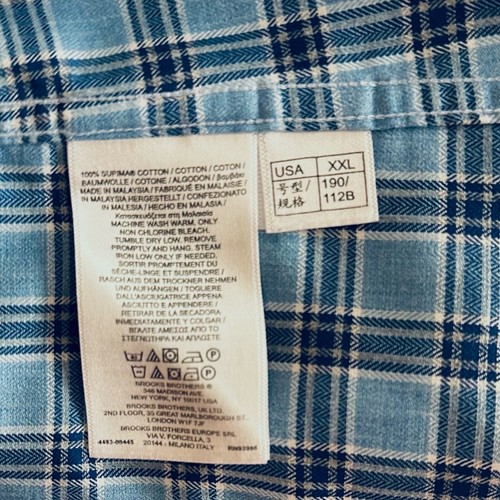 100% SUPIMA® COTTON / COTTON / COTON /
BAUMWOLLE / COTONE / ALGODON / βαμβάκι
MADE IN MALAYSIA / FABRIQUÉ EN MALAISIE /
IN MALAYSIA HERGESTELLT / CONFEZIONATO
IN MALESIA / HECHO EN MALASIA /
Κατασκευάζεται στη Μαλαισία
MACHINE WASH WARM. ONLY
NON CHLORINE BLEACH.
TUMBLE DRY LOW. REMOVE
PROMPTLY AND HANG. STEAM
IRON LOW ONLY IF NEEDED.
SORTIR PROMPTEMENT DU
SÈCHE-LINGE ET SUSPENDRE /
RASCH AUS DEM TROCKNER NEHMEN
UND AUFHÄNGEN / TOGLIERE
DALL'ASCIUGATRICE APPENA
ASCIUTTO E APPENDERE /
RETIRAR DE LA SECADORA
INMEDIATAMENTE Y COLGAR /
ΒΓΑΛΤΕ ΑΜΕΣΩΣ ΑΠΟ ΤΟ
ΣΤΕΓΝΩΤΗΡΙΑ ΚΑΙ ΑΠΛΩΣΤΕ
BROOKS BROTHERS ®
346 MADISON AVE.
NEW YORK, NY 10017 USA
BROOKS BROTHERS, UK LTD.
2ND FLOOR, 35 GREAT MARLBOROUGH ST.,
LONDON W1F 7JF
BROOKS BROTHERS EUROPE SRL
VIA V. FORCELLA, 3
20144 - MILANO ITALY
USA XXL
号型/ 190/
规格 112B